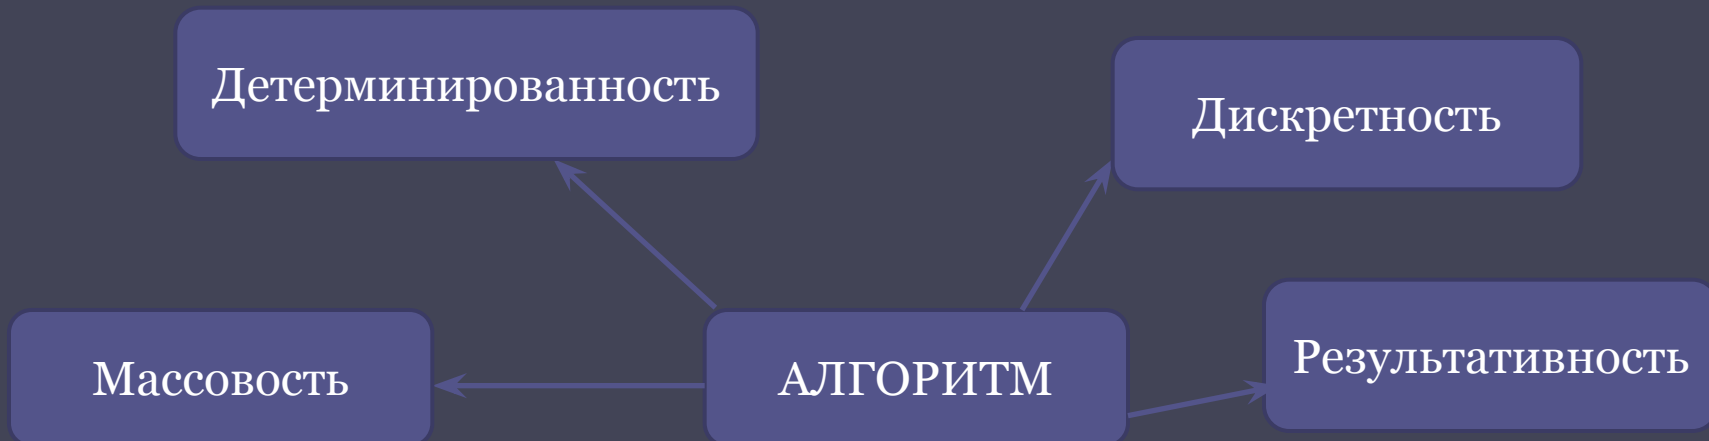 Детерминированность
Дискретность
Массовость
АЛГОРИТМ
Результативность